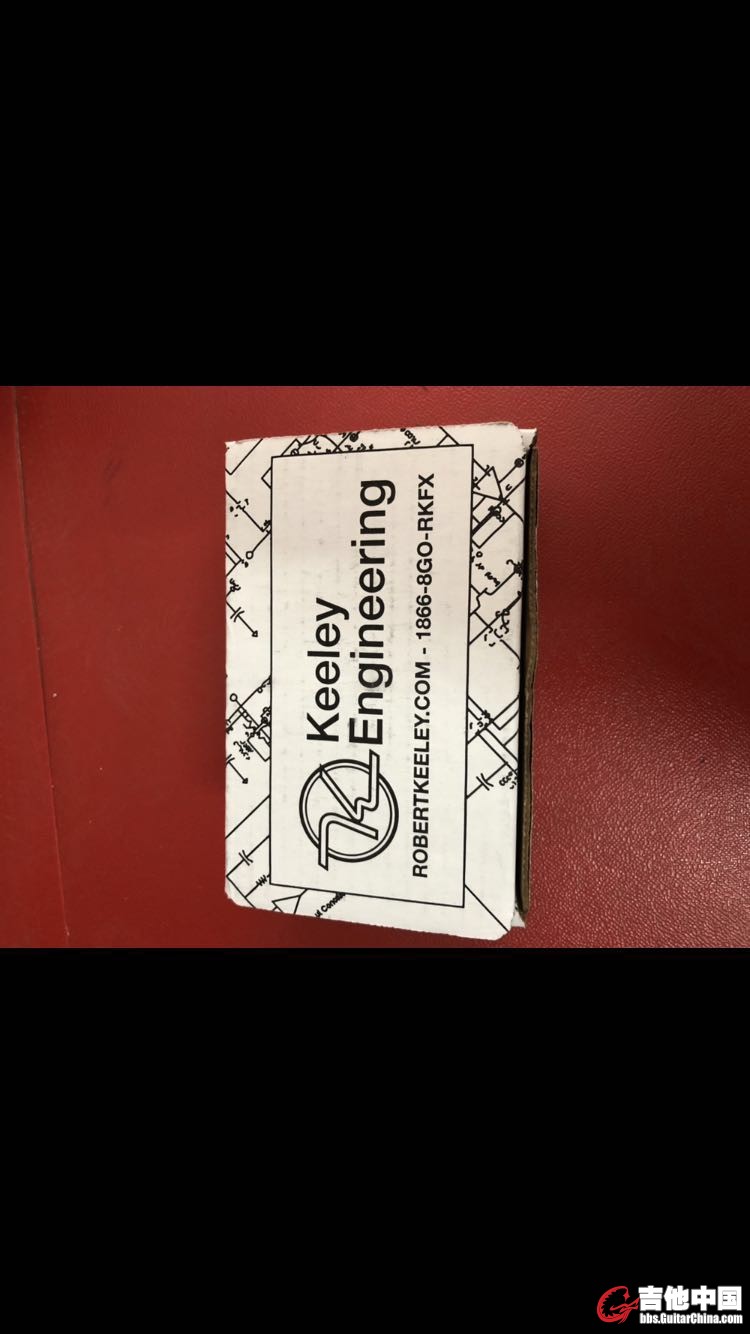 Keeley
Engineering
ROBERTKEELEY.COM - 1866-8GO-RKFX
吉他中国
bbs.GuitarChina.com